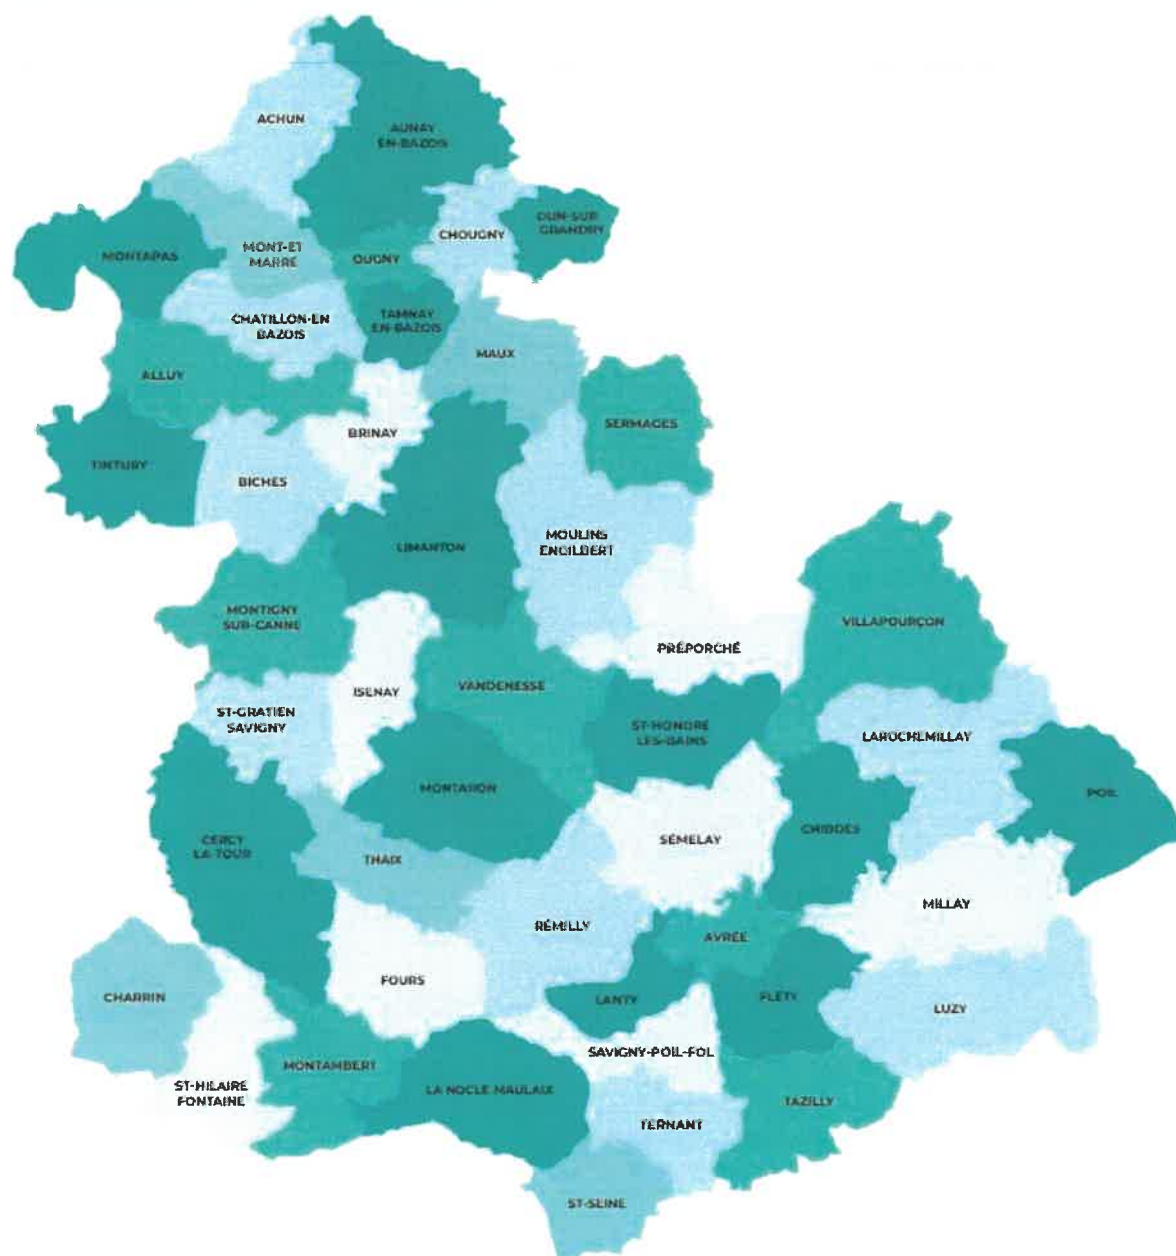 ACHUN
AUNAY
EN-BAZOIS
CHOUGNY
DUN-SUR
GRANDRY
MONTAPAS
MONT-ET
MARRÉ
OUGNY
CHATILLON-EN
BAZOIS
TAMNAY
EN-BAZOIS
MAUX
ALLUY
SERMAGES
BRINAY
TINTURY
BICHES
LIMANTON
MOULINS
ENGILBERT
MONTIGNY
SUR-CANNE
VILLAPOURÇON
PRÉPORCHÉ
ISENAY
VANDENESSE
ST-GRATIEN
SAVIGNY
ST-HONORÉ
LES-BAINS
LAROCHEMILLAY
MONTARON
POIL
CERCY
LA-TOUR
THAIX
SÉMELAY
CHIDDES
MILLAY
RÉMILLY
AVRÉE
FOURS
CHARRIN
LANTY
FLÉTY
LUZY
SAVIGNY-POIL-FOL
MONTAMBERT
ST-HILAIRE
FONTAINE
LA NOCLE MAULAIX
TAZILLY
TERNANT
ST-SEINE